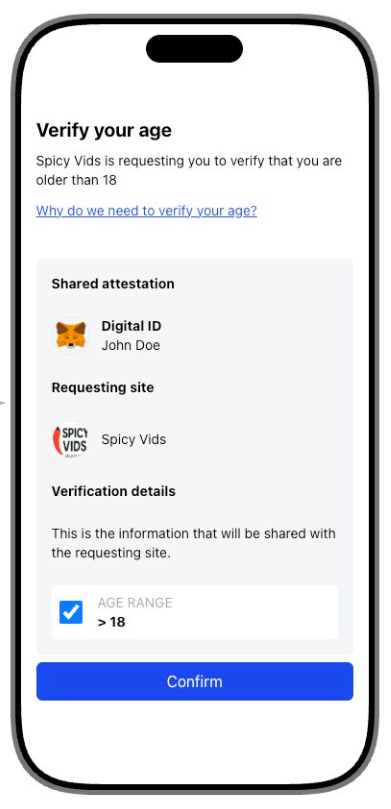 Verify your age
Spicy Vids is requesting you to verify that you are
older than 18
Why do we need to verify your age?
Shared attestation
Digital ID
John Doe
Requesting site
SPICY
VIDS
Spicy Vids
Verification details
This is the information that will be shared with
the requesting site.
AGE RANGE
> 18
Confirm